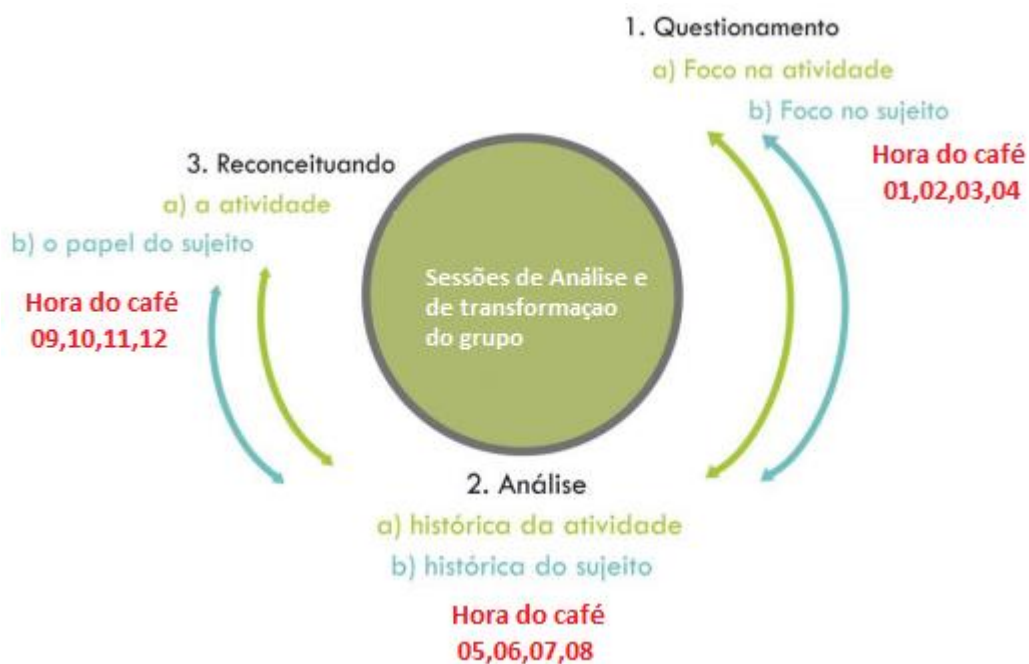 1. Questionamento
a) Foco na atividade
b) Foco no sujeito
Hora do café
01,02,03,04
3. Reconceituando
a) a atividade
b) o papel do sujeito
Hora do café
09,10,11,12
Sessões de Análise e
de transformaçao
do grupo
2. Análise
a) histórica da atividade
b) histórica do sujeito
Hora do café
05,06,07,08